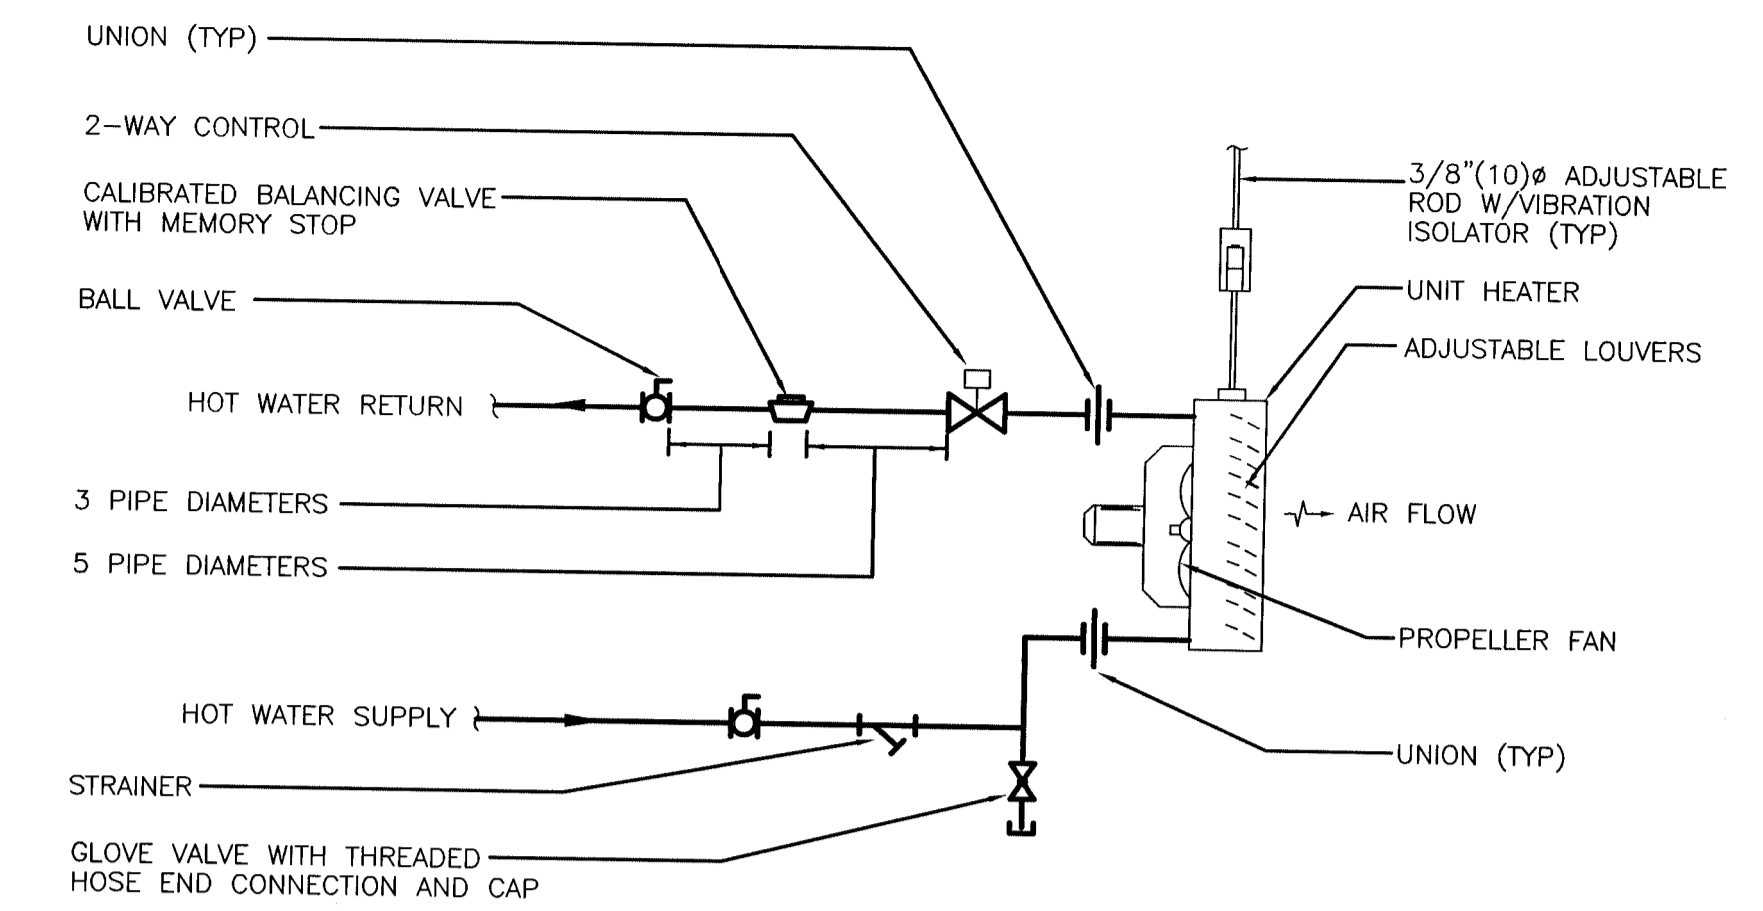 UNION (TYP)
2-WAY CONTROL
CALIBRATED BALANCING VALVE
WITH MEMORY STOP
BALL VALVE
HOT WATER RETURN
3 PIPE DIAMETERS
5 PIPE DIAMETERS
3/8"(10)ø ADJUSTABLE
ROD W/VIBRATION
ISOLATOR (TYP)
UNIT HEATER
ADJUSTABLE LOUVERS
AIR FLOW
PROPELLER FAN
HOT WATER SUPPLY
UNION (TYP)
STRAINER
GLOVE VALVE WITH THREADED
HOSE END CONNECTION AND CAP